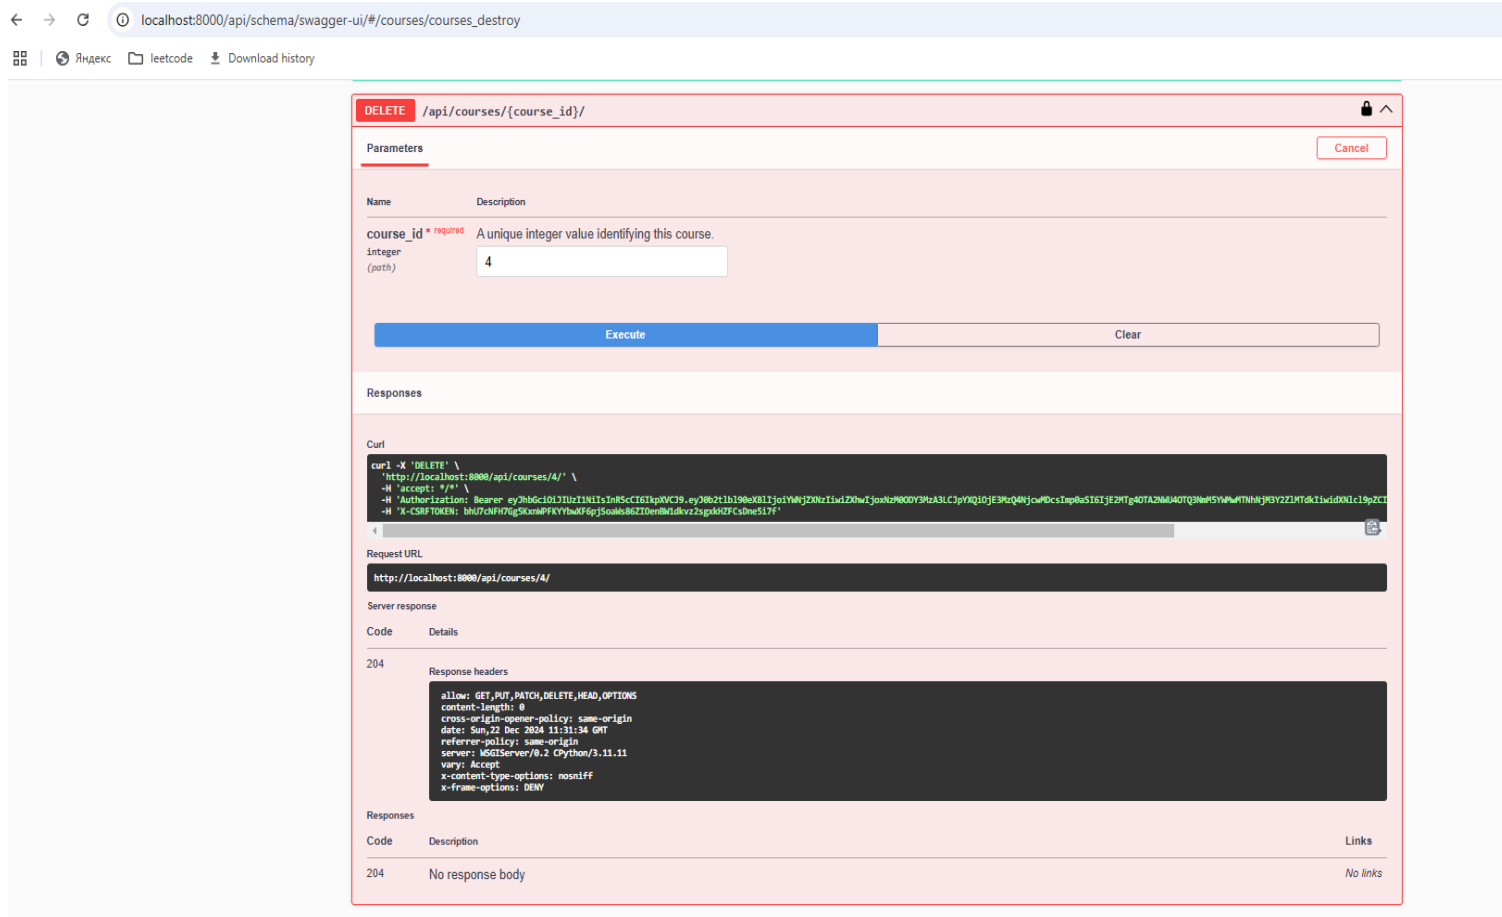 localhost:8000/api/schema/swagger-ui/#/courses/courses_destroy
Яндекс leetcode Download history
DELETE /api/courses/{course_id}/
Parameters Cancel
Name Description
course_id * required A unique integer value identifying this course.
integer
(path)
4
Execute Clear
Responses
Curl
curl -X 'DELETE' \
'http://localhost:8000/api/courses/4/' \
-H 'accept: */*' \
-H 'Authorization: Bearer
-H 'X-CSRFTOKEN:
Request URL
http://localhost:8000/api/courses/4/
Server response
Code Details
204
Response headers
allow: GET,PUT,PATCH,DELETE,HEAD,OPTIONS
content-length: 0
cross-origin-opener-policy: same-origin
date: Sun,22 Dec 2024 11:31:34 GMT
referrer-policy: same-origin
server: WSGIServer/0.2 CPython/3.11.11
vary: Accept
x-content-type-options: nosniff
x-frame-options: DENY
Responses
Code Description Links
204 No response body No links